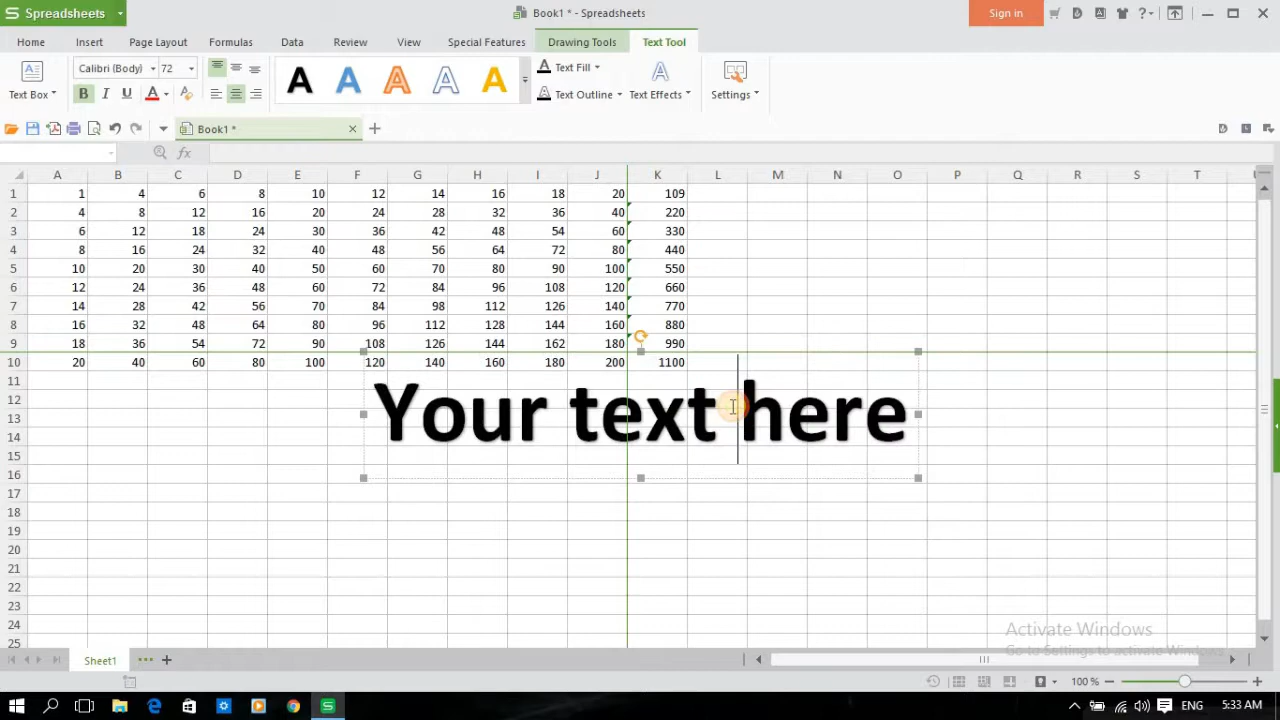 Spreadsheets Book1 * - Spreadsheets Sign in
Home Insert Page Layout Formulas Data Review View Special Features Drawing Tools Text Tool
Calibri (Body) 72 Text Fill
Text Box B I U A Text Outline Text Effects Settings
Book1 *
fx
A B C D E F G H I J K L M N O P Q R S T U
1 1 4 6 8 10 12 14 16 18 20 109
2 4 8 12 16 20 24 28 32 36 40 220
3 6 12 18 24 30 36 42 48 54 60 330
4 8 16 24 32 40 48 56 64 72 80 440
5 10 20 30 40 50 60 70 80 90 100 550
6 12 24 36 48 60 72 84 96 108 120 660
7 14 28 42 56 70 84 98 112 126 140 770
8 16 32 48 64 80 96 112 128 144 160 880
9 18 36 54 72 90 108 126 144 162 180 990
10 20 40 60 80 100 120 140 160 180 200 1100
11
12
Your text here
13
14
15
16
17
18
19
20
21
22
23
24
Activate Windows
25
Go to Settings to activate Windows.
Sheet1
100 %
ENG 5:33 AM